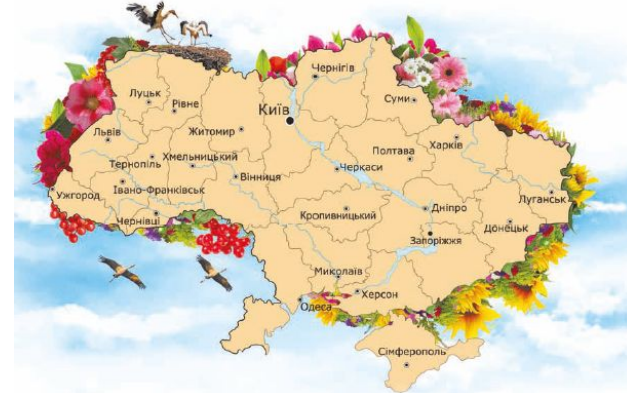 Чернігів
Луцьк
Рівне
Суми
Київ
Житомир
Львів
Полтава
Харків
Тернопіль
Хмельницький
Черкаси
Вінниця
Ужгород
Івано-Франківськ
Луганськ
Дніпро
Кропивницький
Чернівці
Донецьк
Запоріжжя
Миколаїв
Херсон
Одеса
Сімферополь